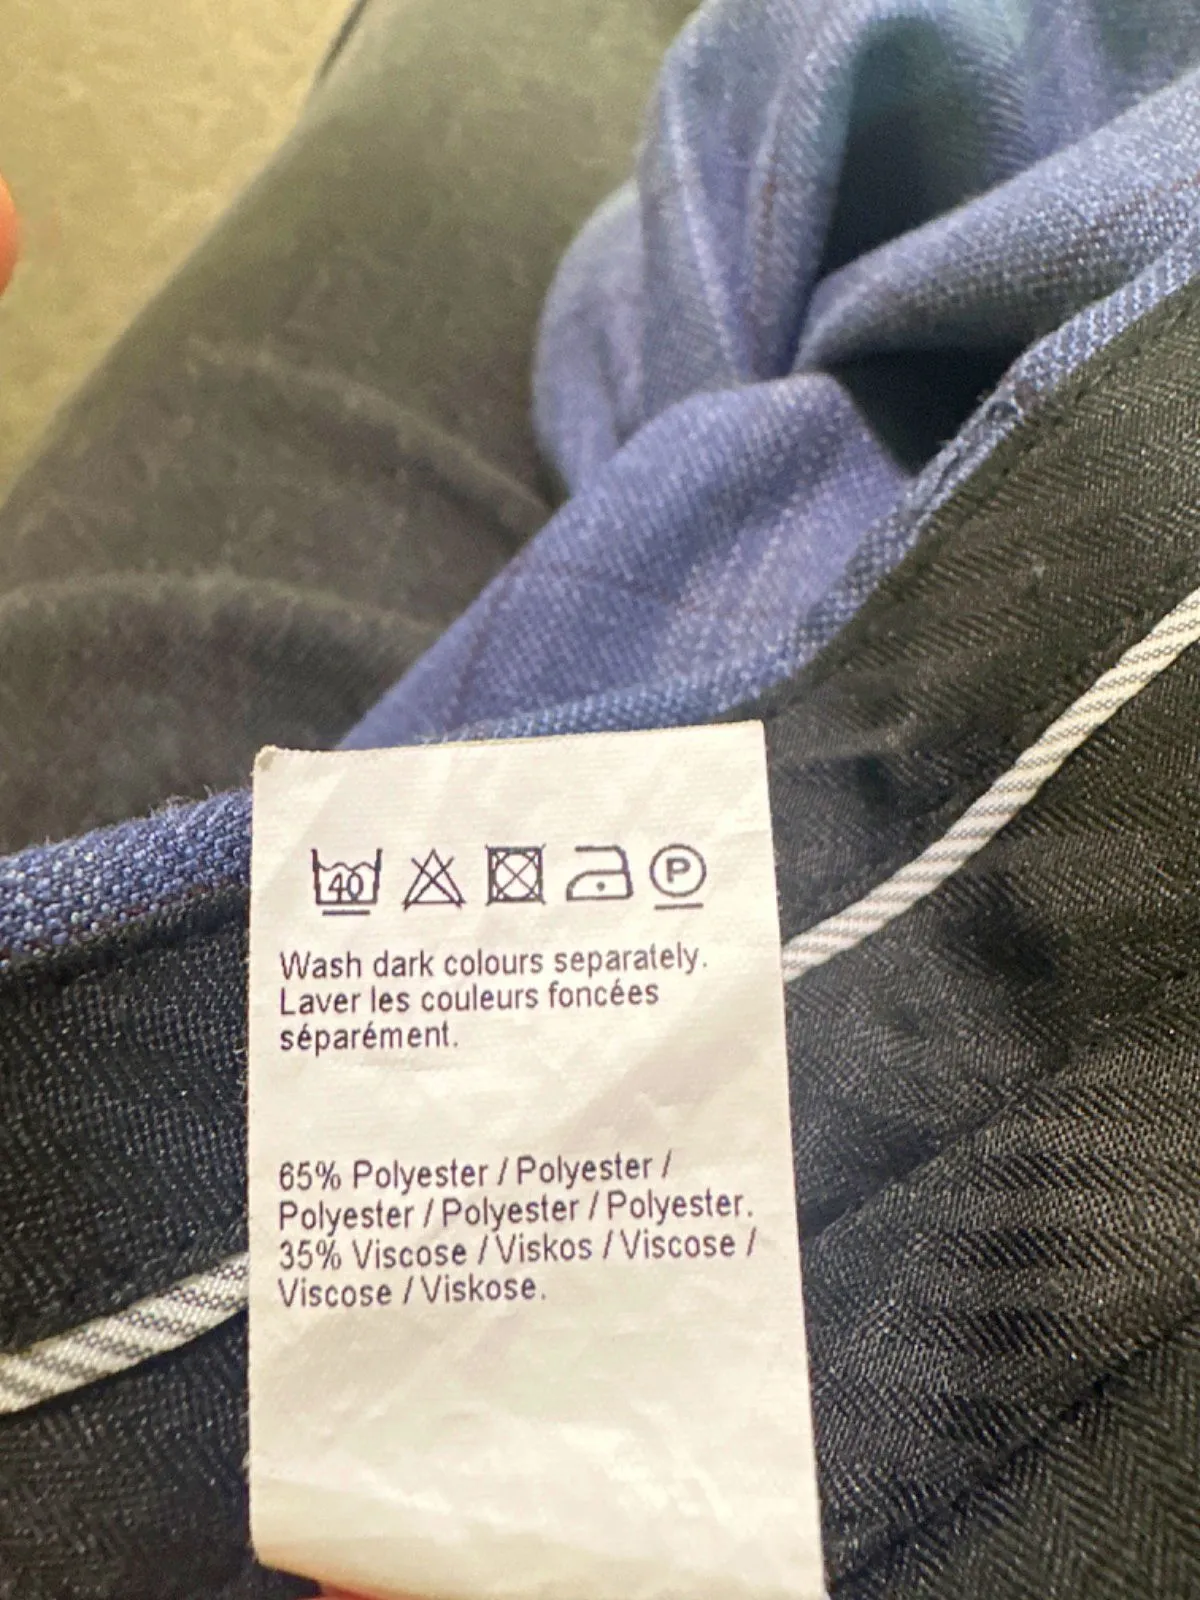 40 P
Wash dark colours separately.
Laver les couleurs foncées
séparément.
65% Polyester / Polyester /
Polyester / Polyester / Polyester.
35% Viscose / Viskos / Viscose /
Viscose / Viskose.